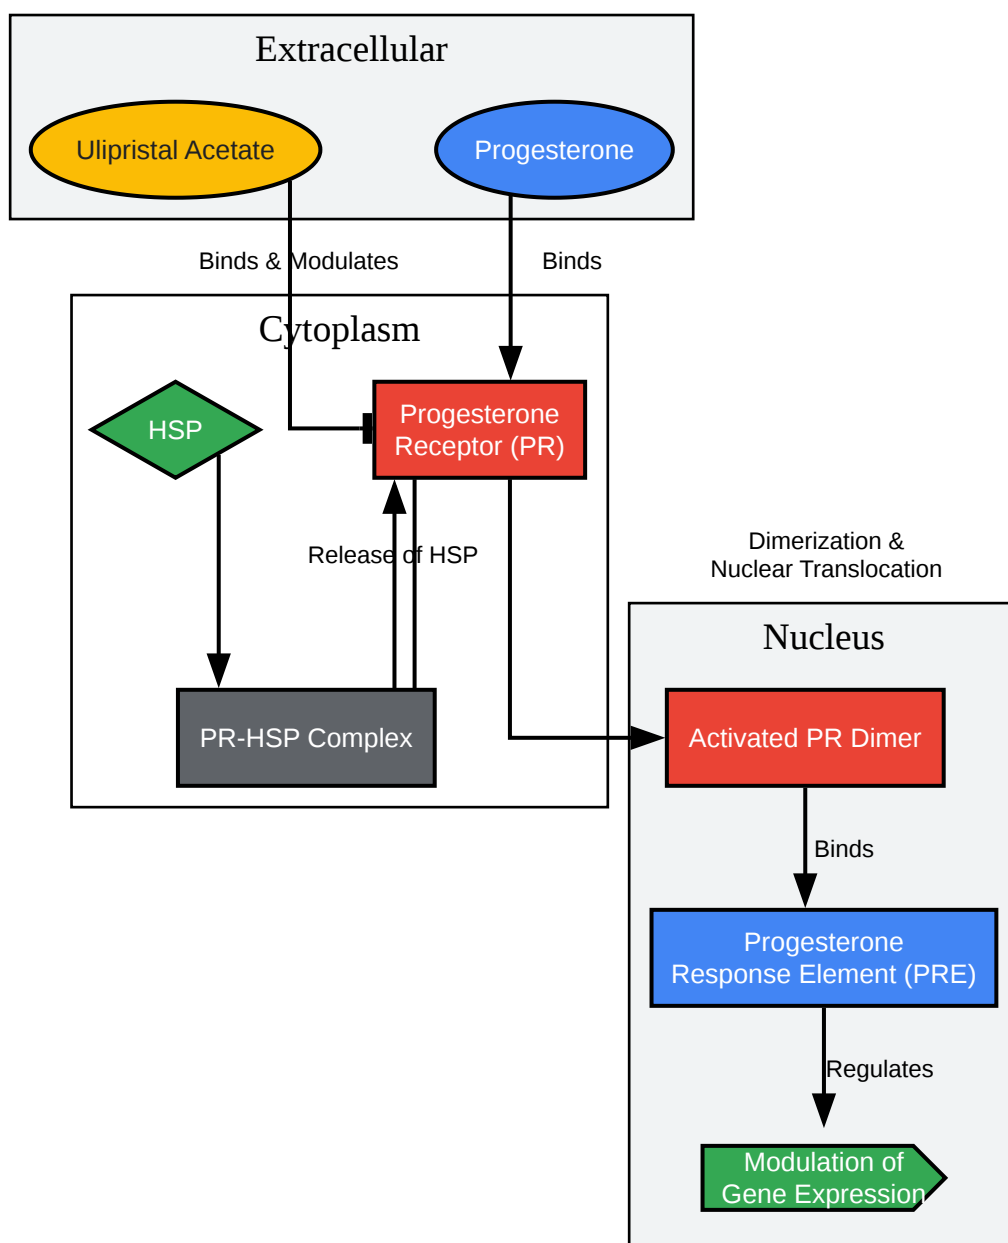 Extracellular
Ulipristal Acetate
Progesterone
Binds & Modulates
Binds
Cytoplasm
HSP
Progesterone
Receptor (PR)
Release of HSP
Dimerization &
Nuclear Translocation
Nucleus
PR-HSP Complex
Activated PR Dimer
Binds
Progesterone
Response Element (PRE)
Regulates
Modulation of
Gene Expression